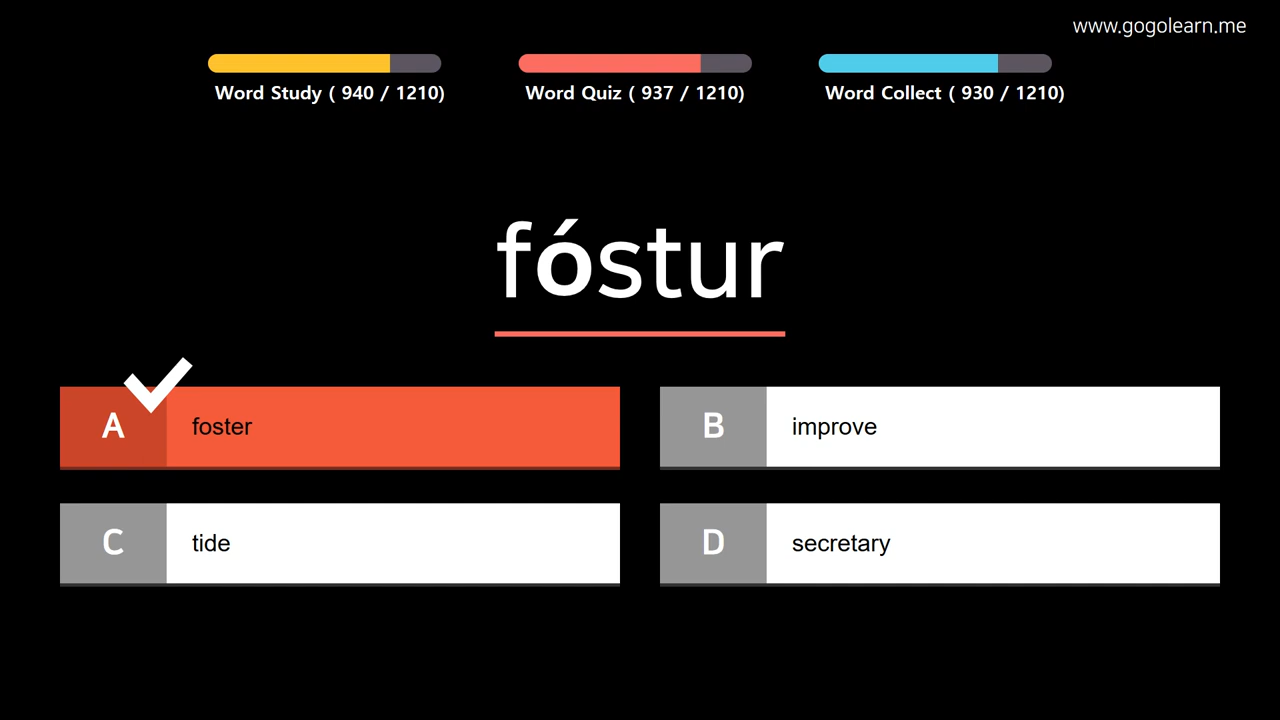 www.gogolearn.me
Word Study ( 940 / 1210)
Word Quiz ( 937 / 1210)
Word Collect ( 930 / 1210)
fóstur
A foster
B improve
C tide
D secretary